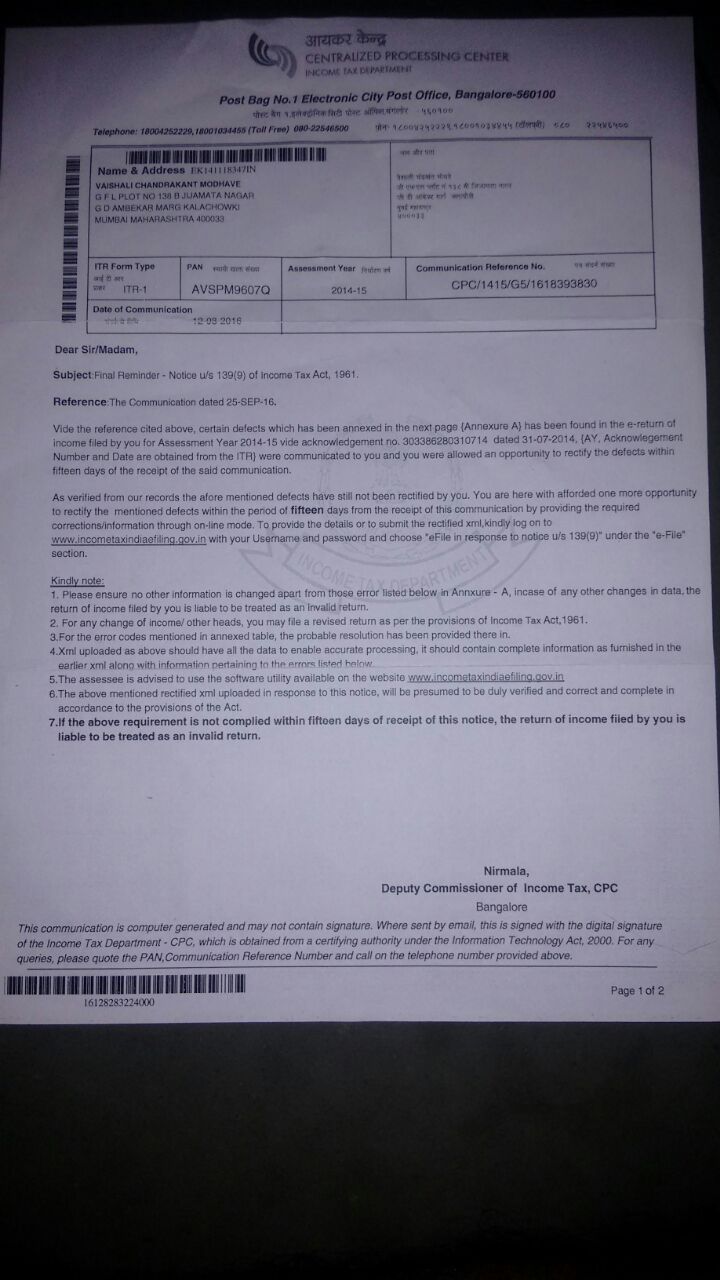 आयकर केन्द्र
CENTRALIZED PROCESSING CENTER
INCOME TAX DEPARTMENT
Post Bag No.1 Electronic City Post Office, Bangalore-560100
पोस्ट बैग १,इलेक्ट्रॉनिक सिटी पोस्ट ऑफिस,बंगलोर - ५६०१००
Telephone: 18004252229,18001034455 (Toll Free) 080-22546500
Name & Address EK141118347IN
नाम और पता
VAISHALI CHANDRAKANT MODHAVE
G F L PLOT NO 138 B JIJAMATA NAGAR
G D AMBEKAR MARG KALACHOWKI
MUMBAI MAHARASHTRA 400033
ITR Form Type
आई टी आर
ITR-1
PAN स्थायी लेखा संख्या
AVSPM9607Q
Assessment Year निर्धारण वर्ष
2014-15
Communication Reference No. पत्र संदर्भ संख्या
CPC/1415/G5/1618393830
Date of Communication
Dear Sir/Madam,
Subject:Final Reminder - Notice u/s 139(9) of Income Tax Act, 1961.
Reference:The Communication dated 25-SEP-16.
Vide the reference cited above, certain defects which has been annexed in the next page {Annexure A} has been found in the e-return of
income filed by you for Assessment Year 2014-15 vide acknowledgement no. 303386280310714 dated 31-07-2014, {AY, Acknowlegement
Number and Date are obtained from the ITR} were communicated to you and you were allowed an opportunity to rectify the defects within
fifteen days of the receipt of the said communication.
As verified from our records the afore mentioned defects have still not been rectified by you. You are here with afforded one more opportunity
to rectify the mentioned defects within the period of fifteen days from the receipt of this communication by providing the required
corrections/information through on-line mode. To provide the details or to submit the rectified xml,kindly log on to
www.incometaxindiaefiling.gov.in with your Username and password and choose "eFile in response to notice u/s 139(9)" under the "e-File"
section.
INCOME TAX DEPARTMENT
Kindly note:
1. Please ensure no other information is changed apart from those error listed below in Annxure - A, incase of any other changes in data, the
return of income filed by you is liable to be treated as an invalid return.
2. For any change of income/ other heads, you may file a revised return as per the provisions of Income Tax Act,1961.
3.For the error codes mentioned in annexed table, the probable resolution has been provided there in.
4.Xml uploaded as above should have all the data to enable accurate processing, it should contain complete information as furnished in the
earlier xml along with information pertaining to the errors listed below
5.The assessee is advised to use the software utility available on the website www.incometaxindiaefiling.gov.in
6.The above mentioned rectified xml uploaded in response to this notice, will be presumed to be duly verified and correct and complete in
accordance to the provisions of the Act.
7.If the above requirement is not complied within fifteen days of receipt of this notice, the return of income filed by you is
liable to be treated as an invalid return.
Nirmala,
Deputy Commissioner of Income Tax, CPC
Bangalore
This communication is computer generated and may not contain signature. Where sent by email, this is signed with the digital signature
of the Income Tax Department - CPC, which is obtained from a certifying authority under the Information Technology Act, 2000. For any
queries, please quote the PAN,Communication Reference Number and call on the telephone number provided above.
16128283224000
Page 1 of 2